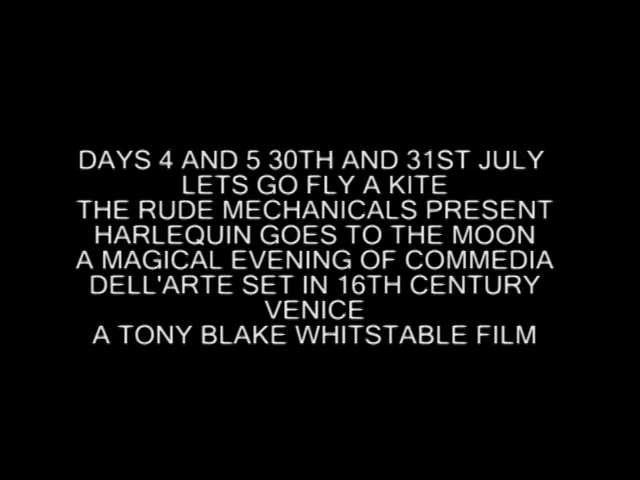 DAYS 4 AND 5 30TH AND 31ST JULY
LETS GO FLY A KITE
THE RUDE MECHANICALS PRESENT
HARLEQUIN GOES TO THE MOON
A MAGICAL EVENING OF COMMEDIA
DELL'ARTE SET IN 16TH CENTURY
VENICE
A TONY BLAKE WHITSTABLE FILM